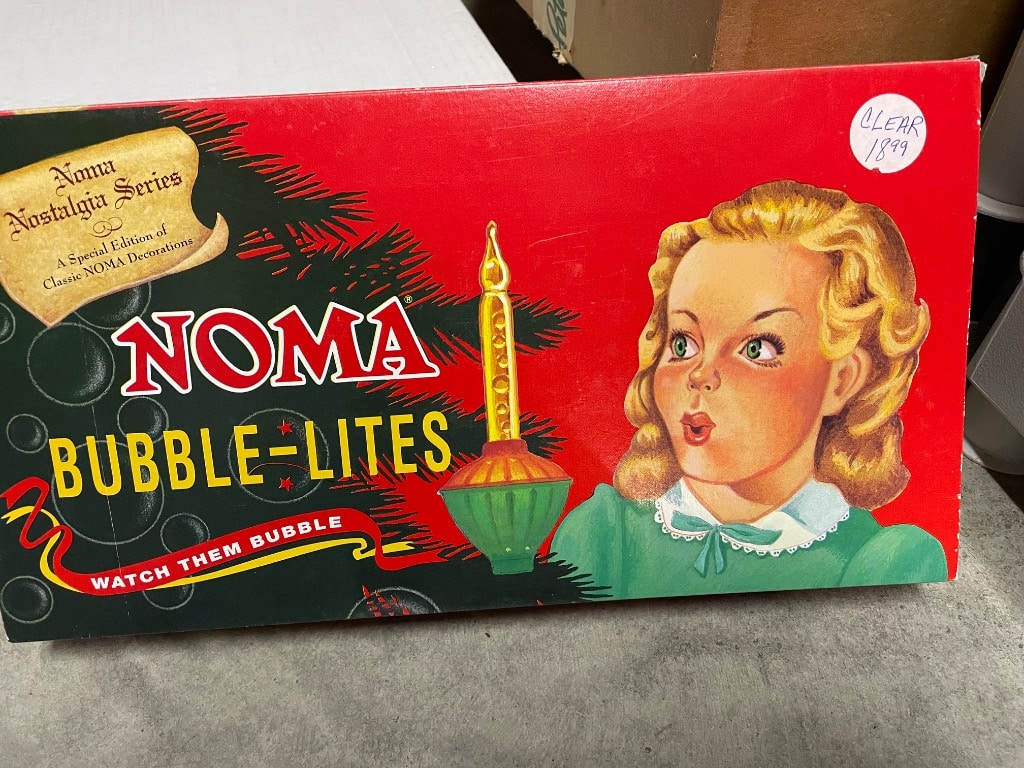 Noma
Nostalgia Series
A Special Edition of
Classic NOMA Decorations
CLEAR
1899
NOMA®
BUBBLE-LITES
WATCH THEM BUBBLE